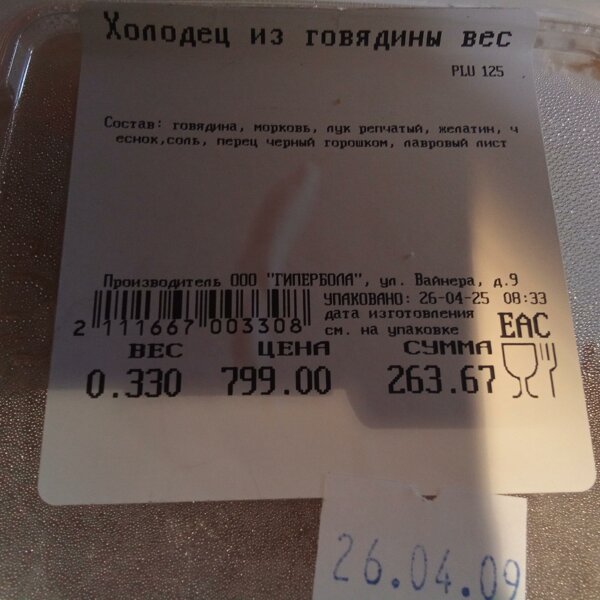 Холодец из говядины вес
PLU 125
Состав: говядина, морковь, лук репчатый, желатин, ч
еснок,соль, перец черный горошком, лавровый лист
Производитель ООО "ГИПЕРБОЛА", ул. Вайнера, д.9
УПАКОВАНО: 26-04-25 08:33
дата изготовления
см. на упаковке
EAC
2 111667 003308
ВЕС ЦЕНА СУММА
0.330 799.00 263.67
26.04.09